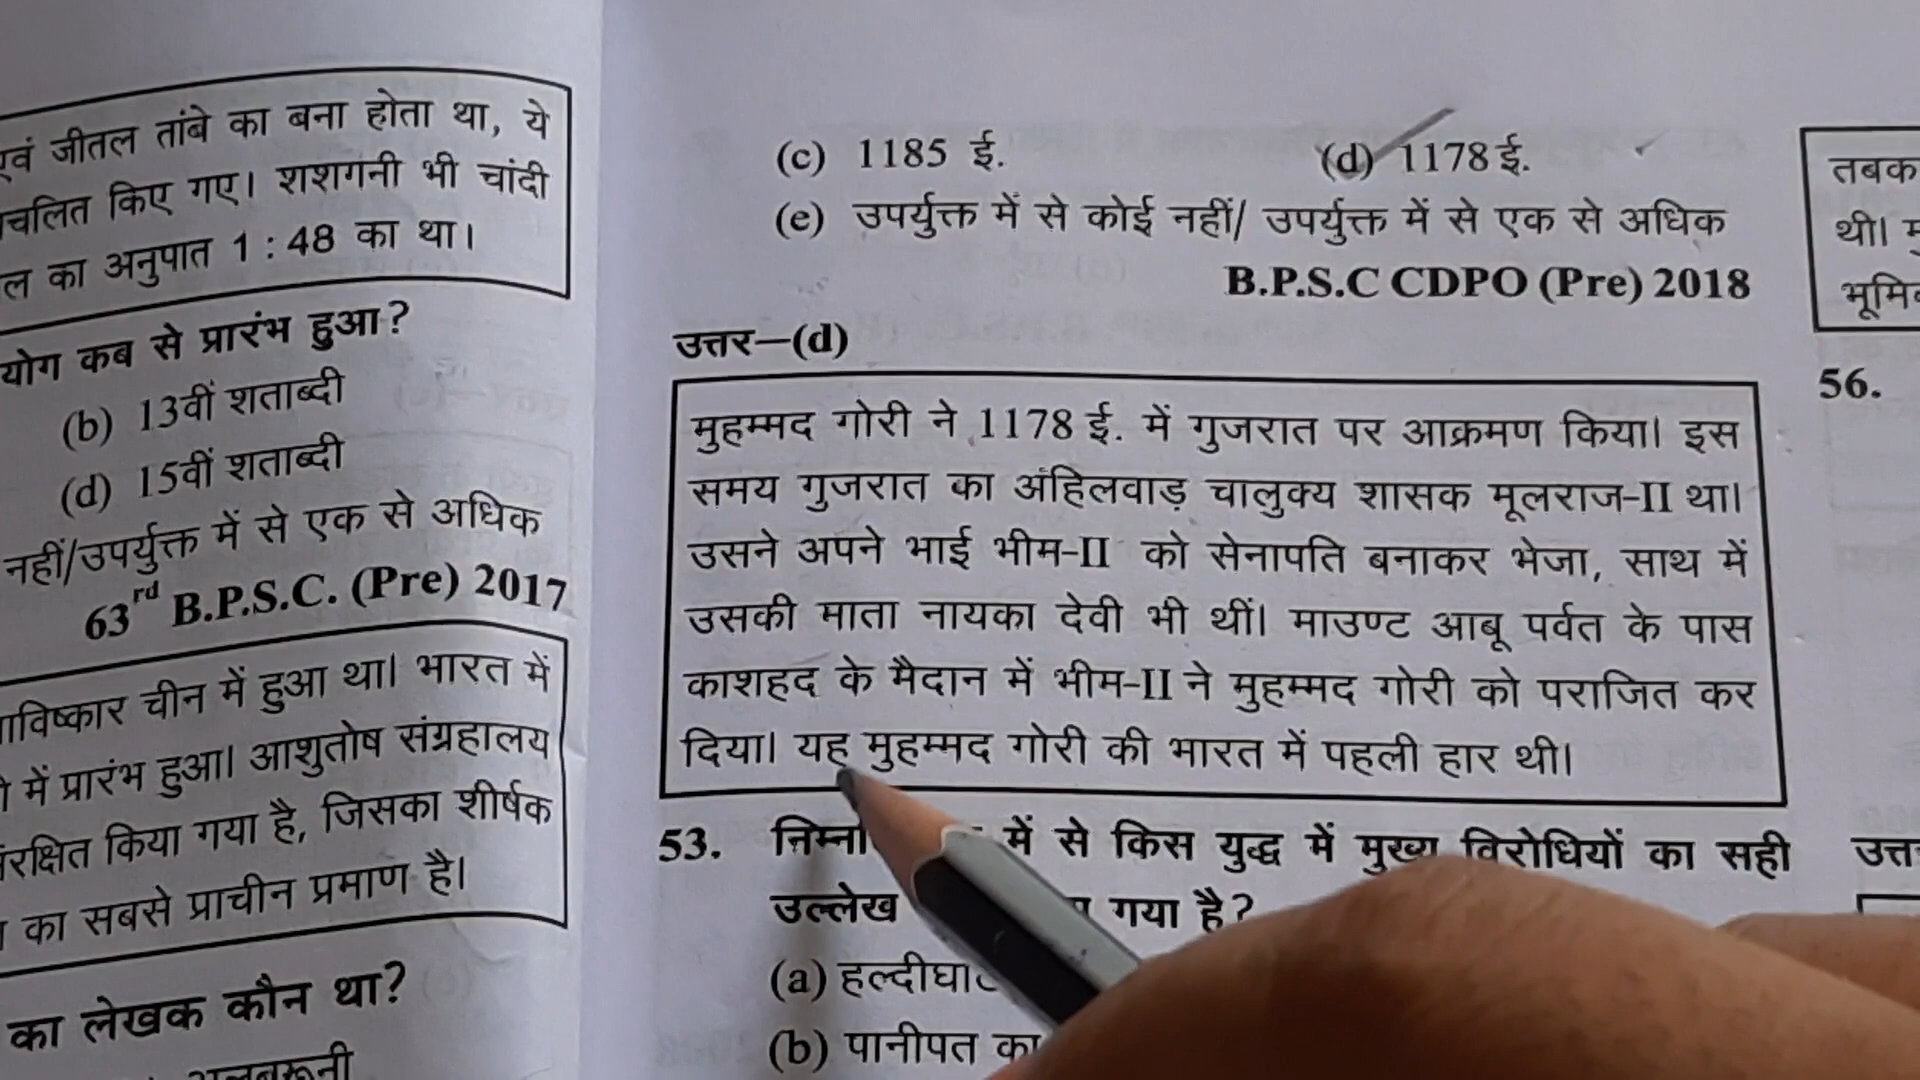 एवं जीतल तांबे का बना होता था, ये
चलित किए गए। शशगनी भी चांदी
ल का अनुपात 1 : 48 का था।
योग कब से प्रारंभ हुआ?
(b) 13वीं शताब्दी
(d) 15वीं शताब्दी
नहीं/उपर्युक्त में से एक से अधिक
63rd B.P.S.C. (Pre) 2017
विष्कार चीन में हुआ था। भारत में
में प्रारंभ हुआ। आशुतोष संग्रहालय
रक्षित किया गया है, जिसका शीर्षक
का सबसे प्राचीन प्रमाण है।
का लेखक कौन था?
(c) 1185 ई. (d) 1178 ई.
(e) उपर्युक्त में से कोई नहीं/ उपर्युक्त में से एक से अधिक
B.P.S.C CDPO (Pre) 2018
उत्तर—(d)
मुहम्मद गोरी ने 1178 ई. में गुजरात पर आक्रमण किया। इस
समय गुजरात का अंहिलवाड़ चालुक्य शासक मूलराज-II था।
उसने अपने भाई भीम-II को सेनापति बनाकर भेजा, साथ में
उसकी माता नायका देवी भी थीं। माउण्ट आबू पर्वत के पास
काशहद के मैदान में भीम-II ने मुहम्मद गोरी को पराजित कर
दिया। यह मुहम्मद गोरी की भारत में पहली हार थी।
53. में से किस युद्ध में मुख्य विरोधियों का सही
उल्लेख गया है?
(a) हल्दीघा
(b) पानीपत का
तबक
थी।
56.